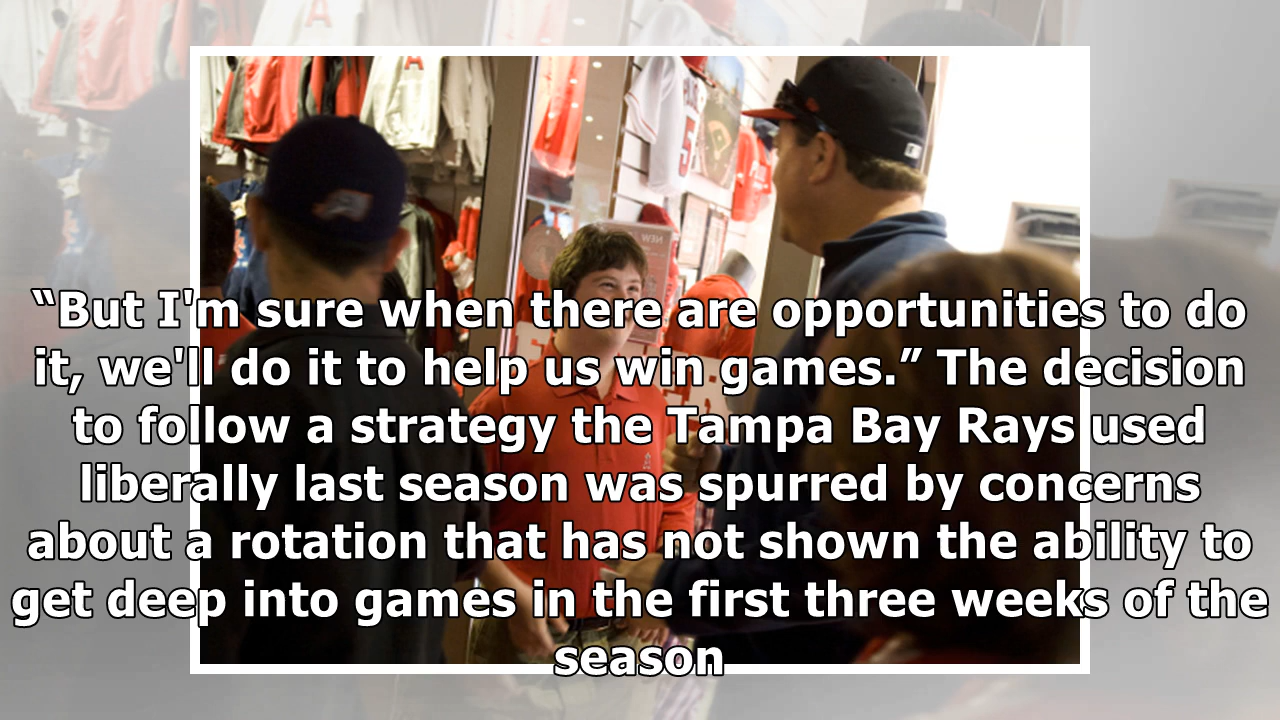 “But I'm sure when there are opportunities to do
it, we'll do it to help us win games.” The decision
to follow a strategy the Tampa Bay Rays used
liberally last season was spurred by concerns
about a rotation that has not shown the ability to
get deep into games in the first three weeks of the
season
A
A
5
NEW